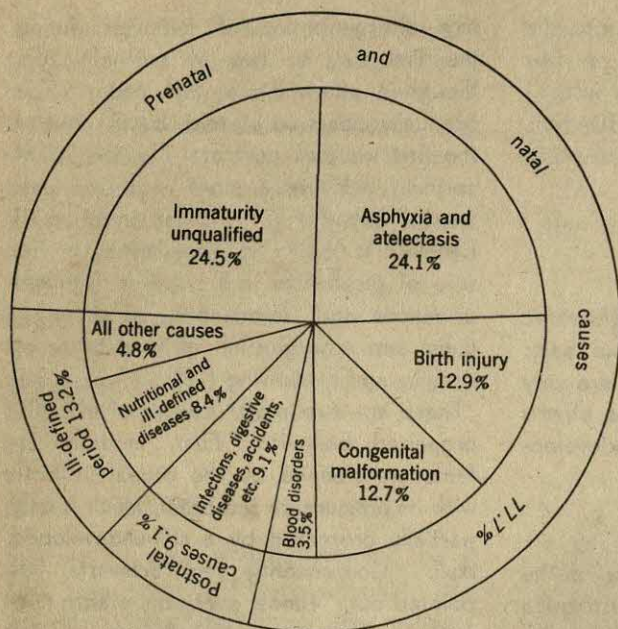 Prenatal and natal causes 77.7%
Immaturity
unqualified
24.5%
Asphyxia and
atelectasis
24.1%
Birth injury
12.9%
Congenital
malformation
12.7%
Blood disorders
3.5%
Infections, digestive
diseases, accidents,
etc. 9.1%
Nutritional and
ill-defined
diseases 8.4%
All other causes
4.8%
Ill-defined
period 13.2%
Postnatal
causes 9.1%